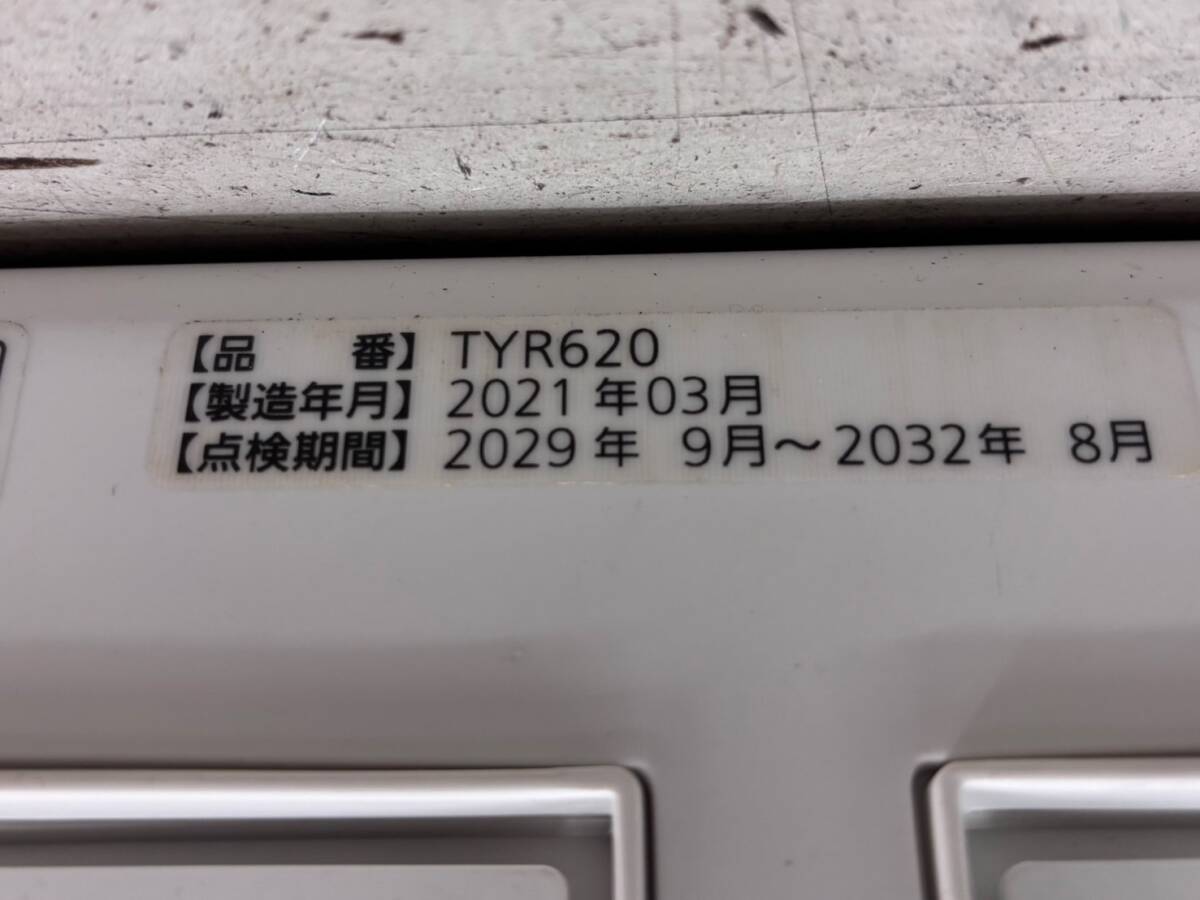 【品　　番】 TYR620
【製造年月】 2021 年03月
【点検期間】 2029 年　9月～2032年　8月